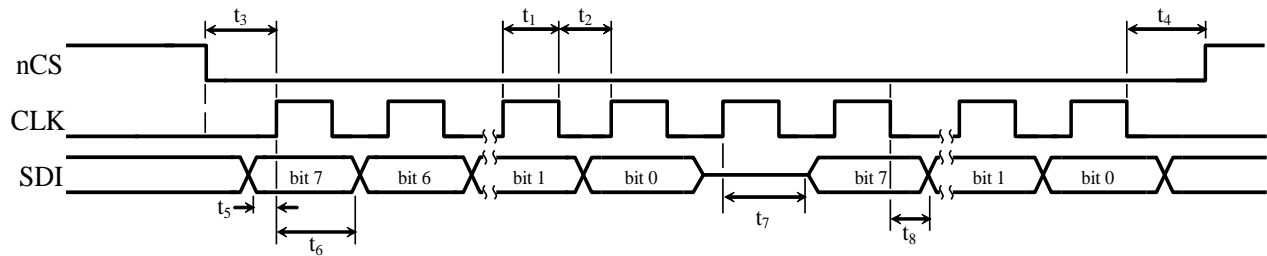 t3 t1 t2 t4
nCS
CLK
SDI bit 7 bit 6 bit 1 bit 0 bit 7 bit 1 bit 0
t5 t6 t7 t8